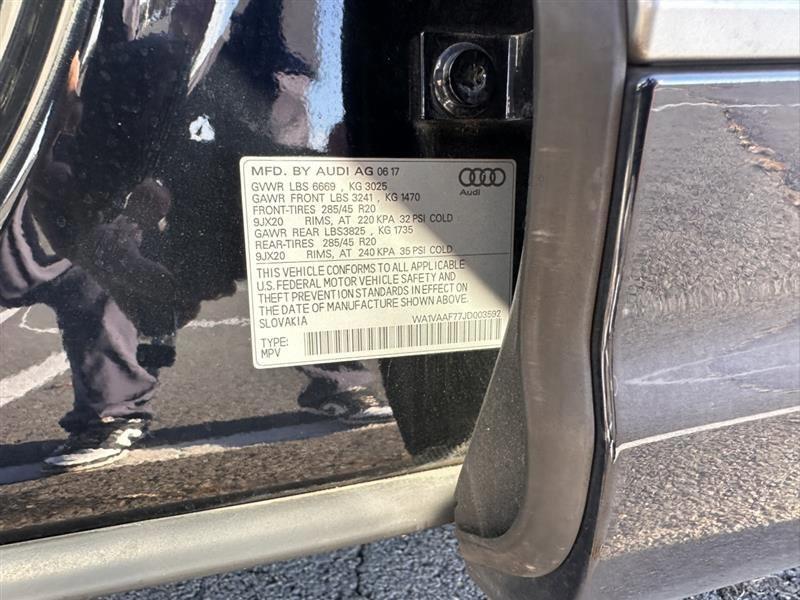 MFD. BY AUDI AG 06 17
GVWR LBS 6669 , KG 3025
GAWR FRONT LBS 3241 , KG 1470
FRONT-TIRES 285/45 R20
9JX20 RIMS, AT 220 KPA 32 PSI COLD
GAWR REAR LBS3825 , KG 1735
REAR-TIRES 285/45 R20
9JX20 RIMS, AT 240 KPA 35 PSI COLD
Audi
THIS VEHICLE CONFORMS TO ALL APPLICABLE
U.S. FEDERAL MOTOR VEHICLE SAFETY AND
THEFT PREVENTION STANDARDS IN EFFECT ON
THE DATE OF MANUFACTURE SHOWN ABOVE.
SLOVAKIA WA1VAAF77JD003592
TYPE:
MPV